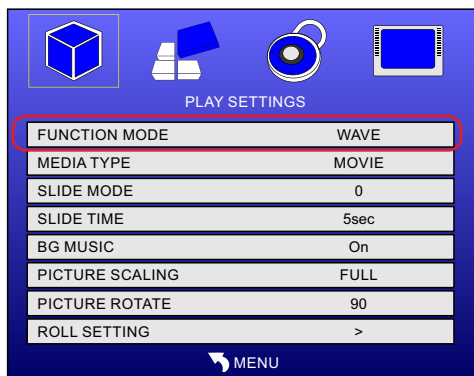 PLAY SETTINGS
FUNCTION MODE WAVE
MEDIA TYPE MOVIE
SLIDE MODE 0
SLIDE TIME 5sec
BG MUSIC On
PICTURE SCALING FULL
PICTURE ROTATE 90
ROLL SETTING >
MENU